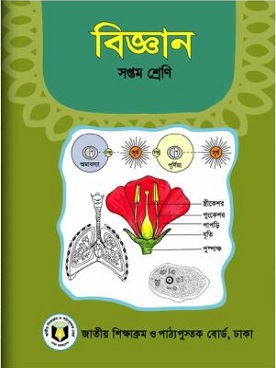 বিজ্ঞান
সপ্তম শ্রেণি
অমাবস্যা
পূর্ণিমা
স্ত্রীকেশর
পুংকেশর
পাপড়ি
বৃতি
পুষ্পাক্ষ
জাতীয় শিক্ষাক্রম ও পাঠ্যপুস্তক বোর্ড, ঢাকা